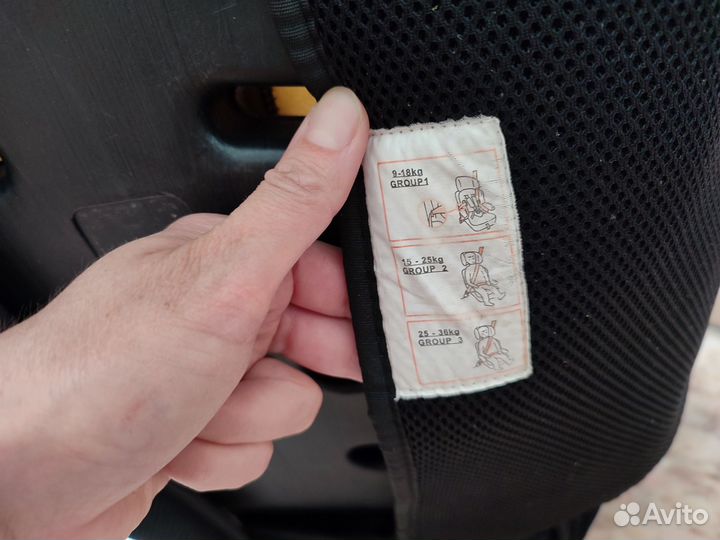 9-18kg
GROUP1
15 - 25kg
GROUP 2
25 - 36kg
GROUP 3
Avito